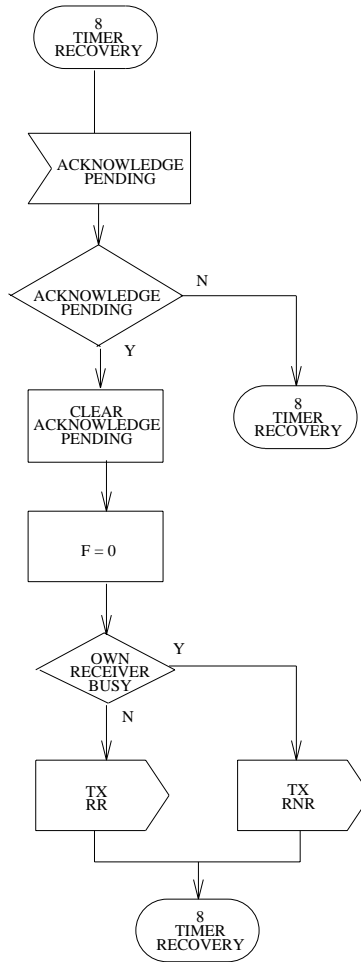 8
TIMER
RECOVERY
ACKNOWLEDGE
PENDING
ACKNOWLEDGE
PENDING
N
Y
CLEAR
ACKNOWLEDGE
PENDING
8
TIMER
RECOVERY
F = 0
OWN
RECEIVER
BUSY
Y
N
TX
RR
TX
RNR
8
TIMER
RECOVERY